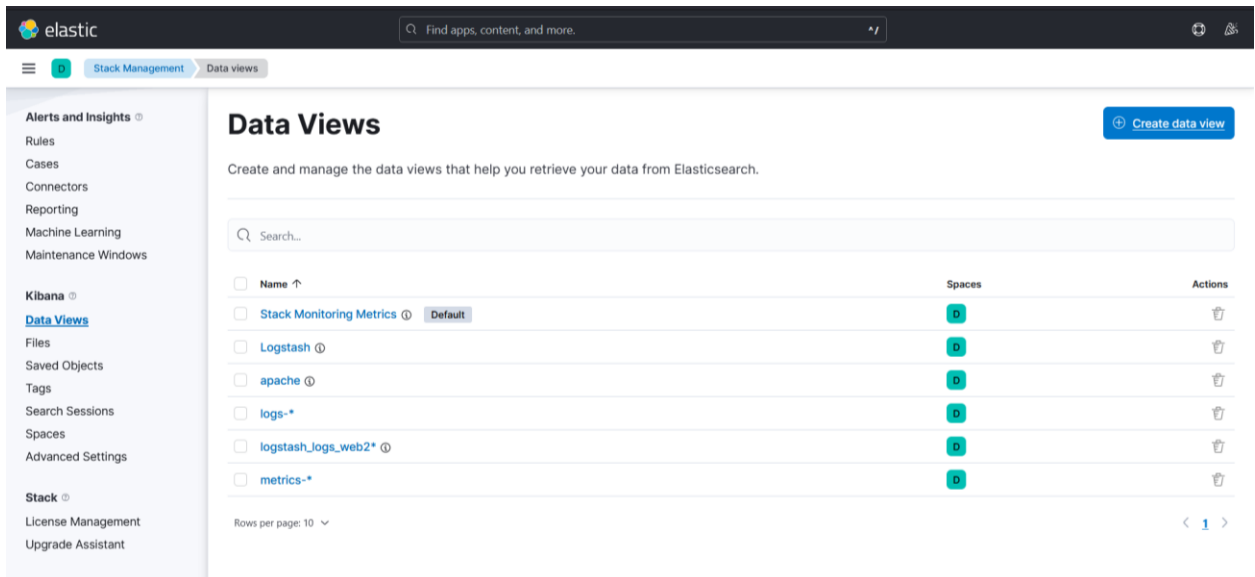 elastic
Find apps, content, and more.
^/
D
Stack Management
Data views
Alerts and Insights
Rules
Cases
Connectors
Reporting
Machine Learning
Maintenance Windows
Kibana
Data Views
Files
Saved Objects
Tags
Search Sessions
Spaces
Advanced Settings
Stack
License Management
Upgrade Assistant
Data Views
Create data view
Create and manage the data views that help you retrieve your data from Elasticsearch.
Search...
Name Spaces Actions
Stack Monitoring Metrics Default D
Logstash D
apache D
logs-* D
logstash_logs_web2* D
metrics-* D
Rows per page: 10
1